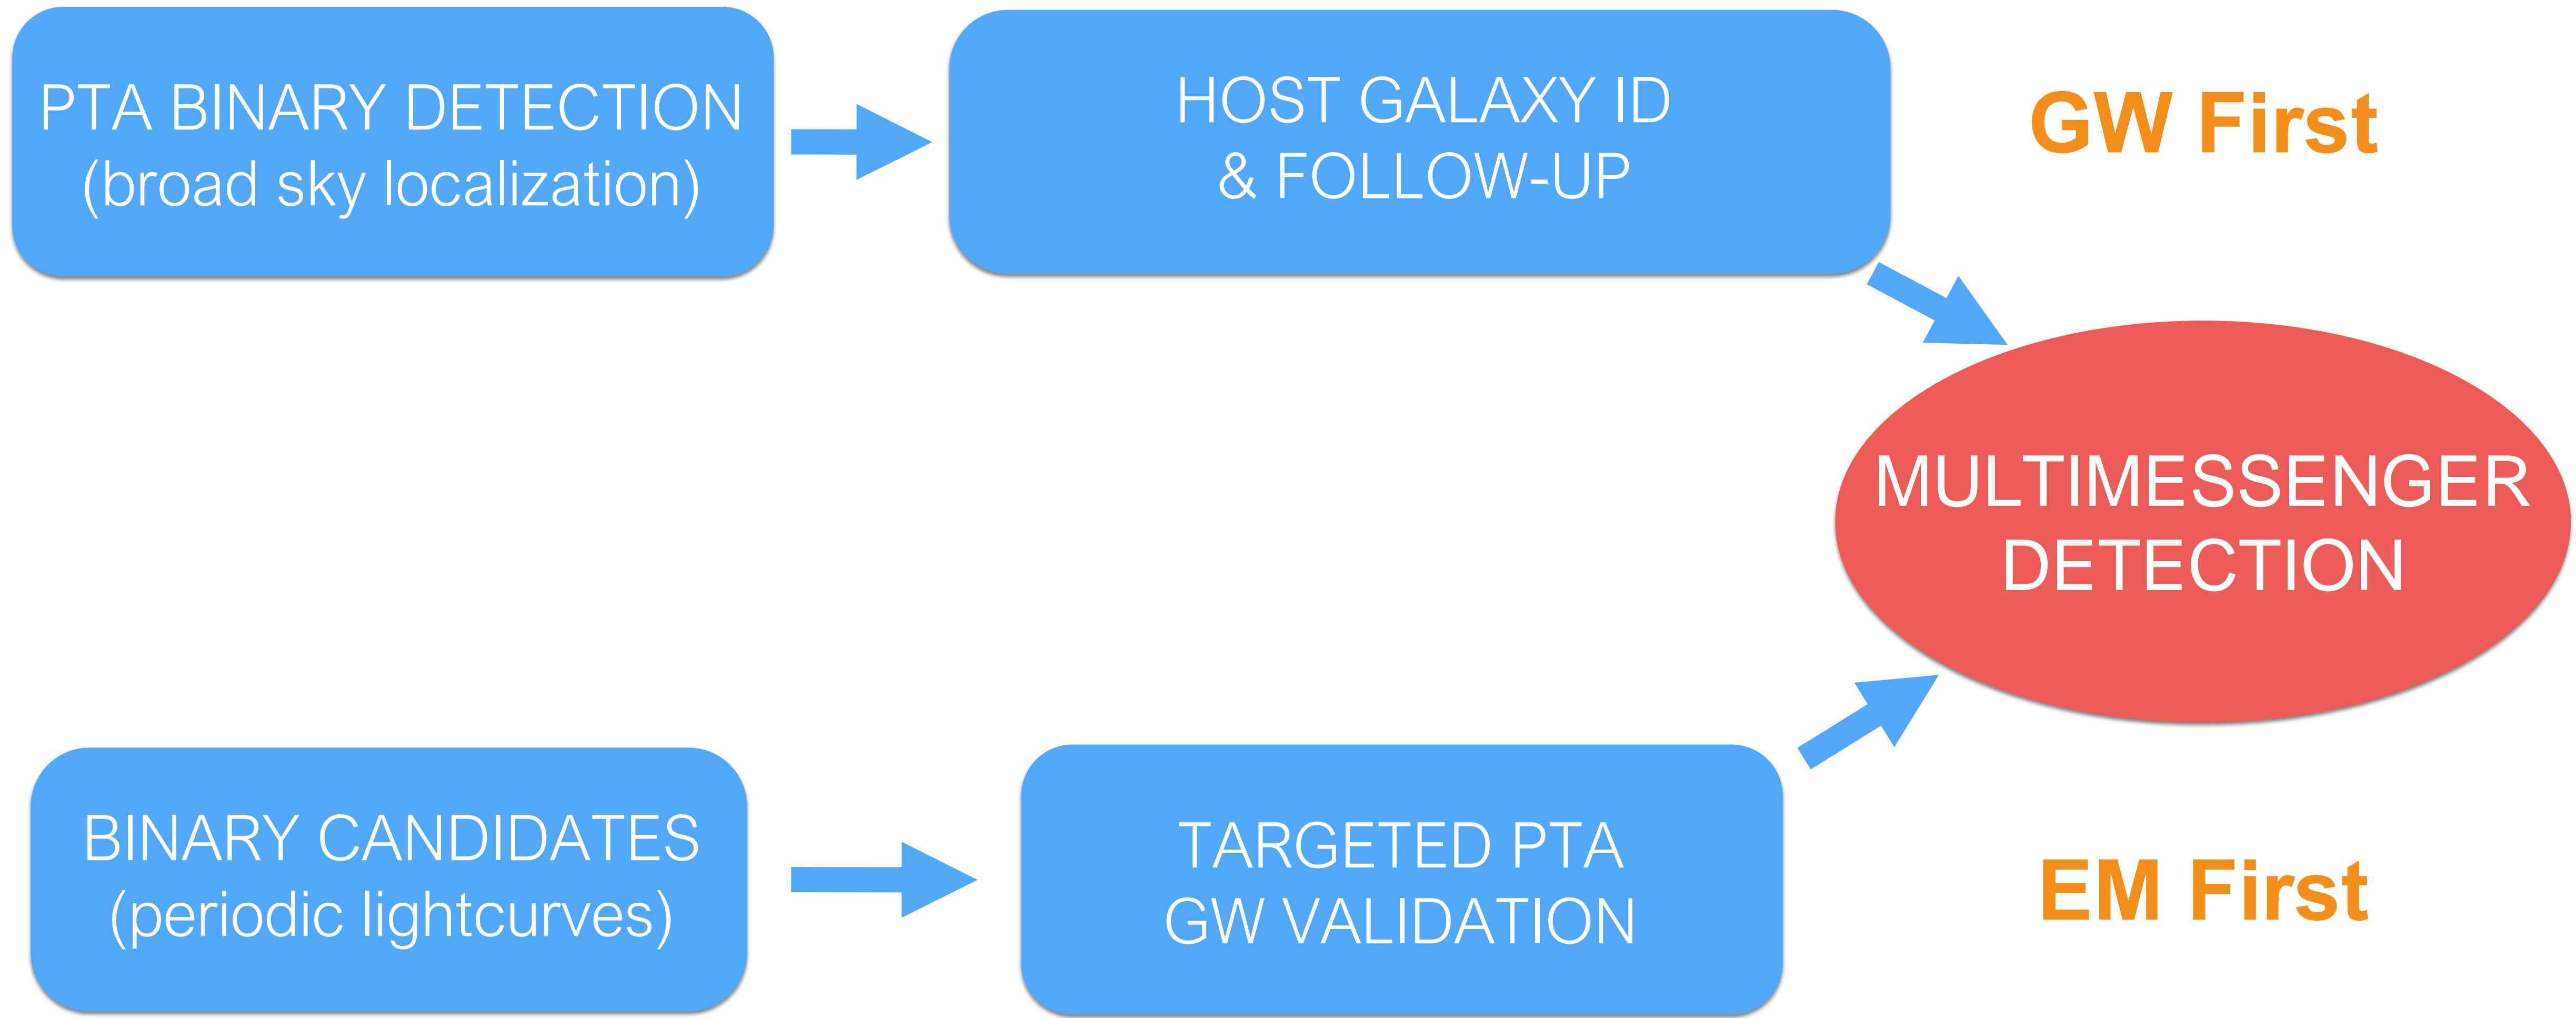 PTA BINARY DETECTION
(broad sky localization)
HOST GALAXY ID
& FOLLOW-UP
GW First
MULTIMESSENGER
DETECTION
BINARY CANDIDATES
(periodic lightcurves)
TARGETED PTA
GW VALIDATION
EM First